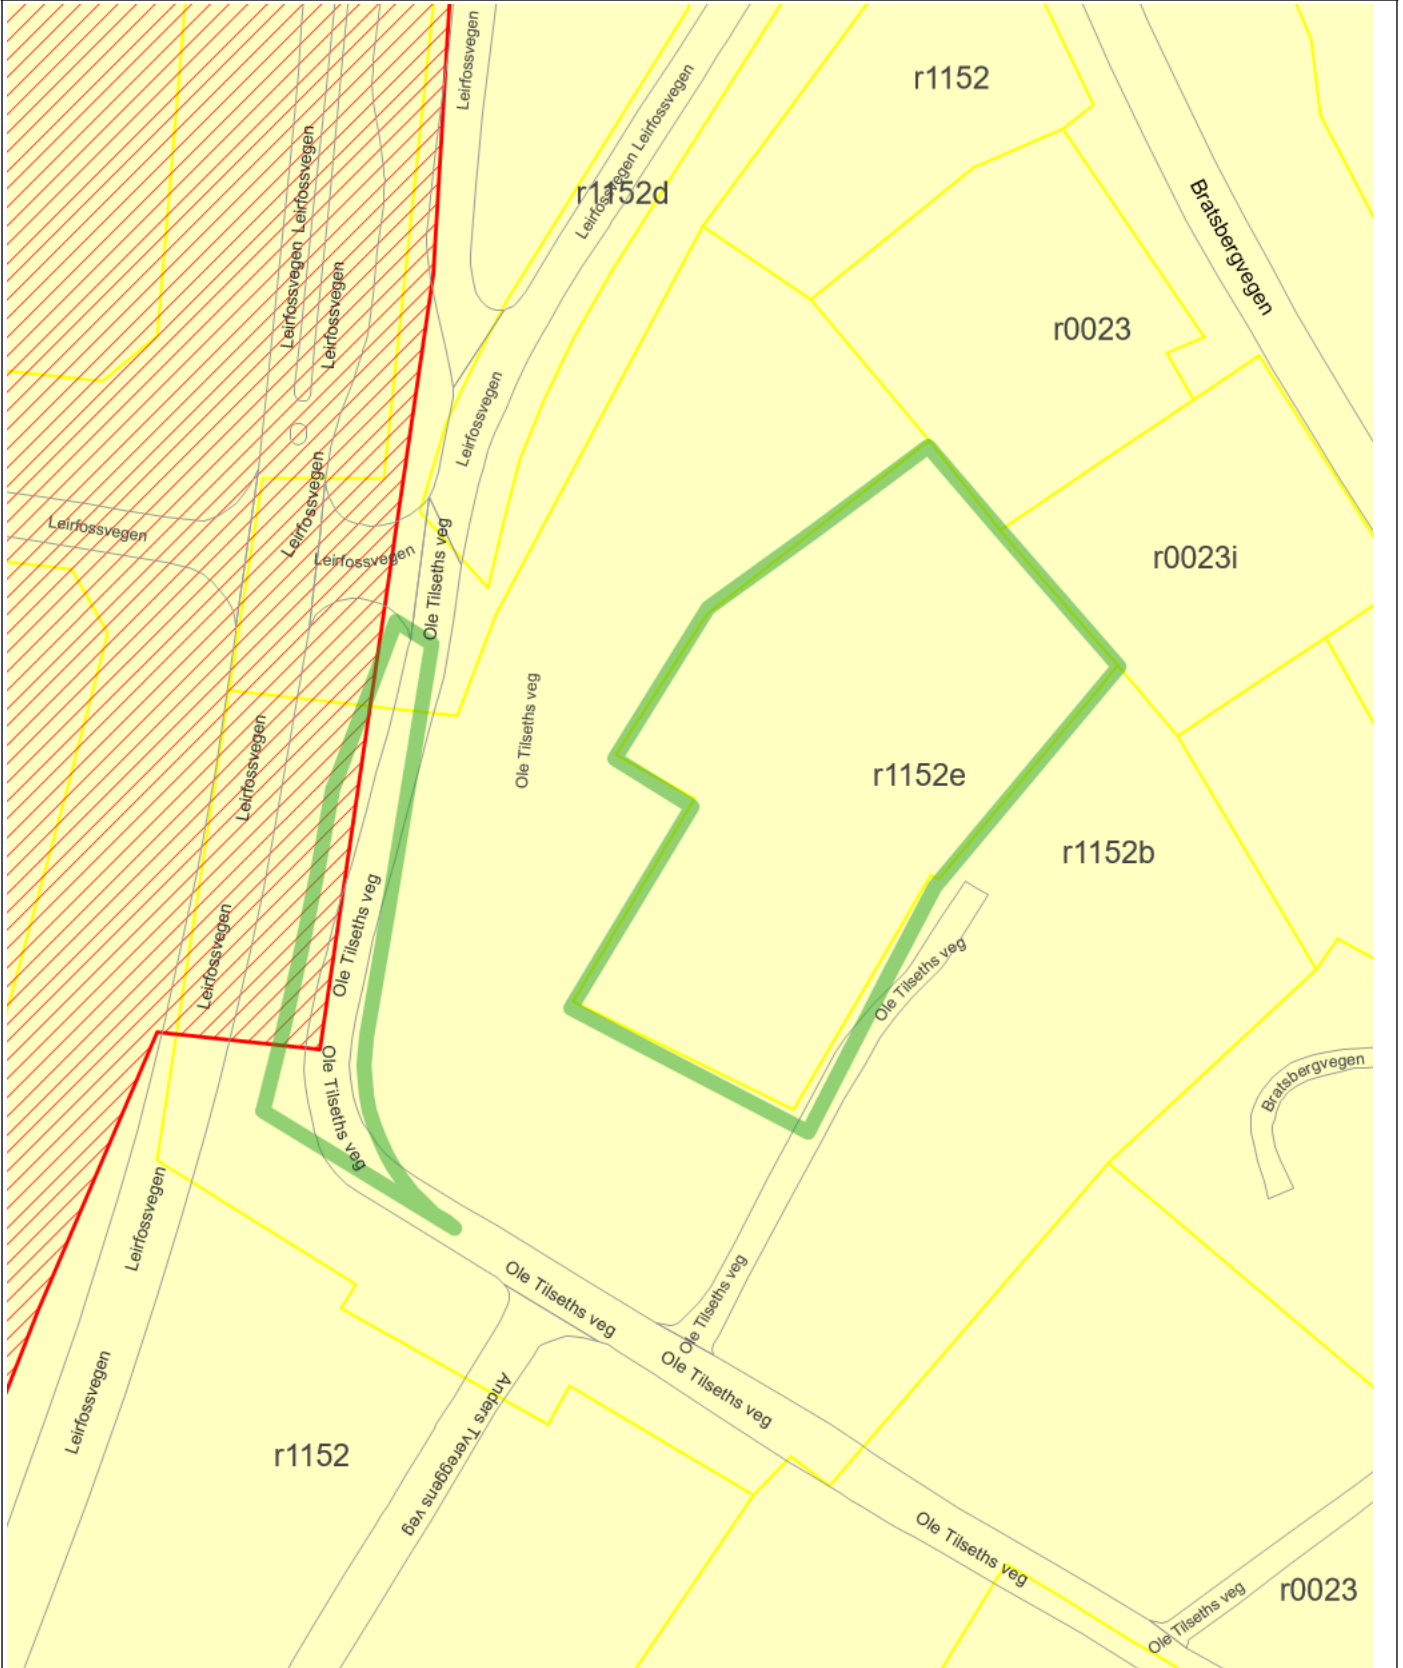 Leirfossvegen
r1152
Leirfossvegen
Leirfossvegen
r1152d
Leirfossvegen
Leirfossvegen
Bratsbergvegen
Leirfossvegen
Leirfossvegen
r0023
Leirfossvegen
Leirfossvegen
Leirfossvegen
Leirfossvegen
r0023i
Ole Tilseths veg
Ole Tilseths veg
Leirfossvegen
r1152e
r1152b
Ole Tilseths veg
Leirfossvegen
Ole Tilseths veg
Bratsbergvegen
Ole Tilseths veg
Leirfossvegen
Ole Tilseths veg
Ole Tilseths veg
Ole Tilseths veg
Leirfossvegen
Anders Tvereggens veg
r1152
Ole Tilseths veg
r0023
Ole Tilseths veg